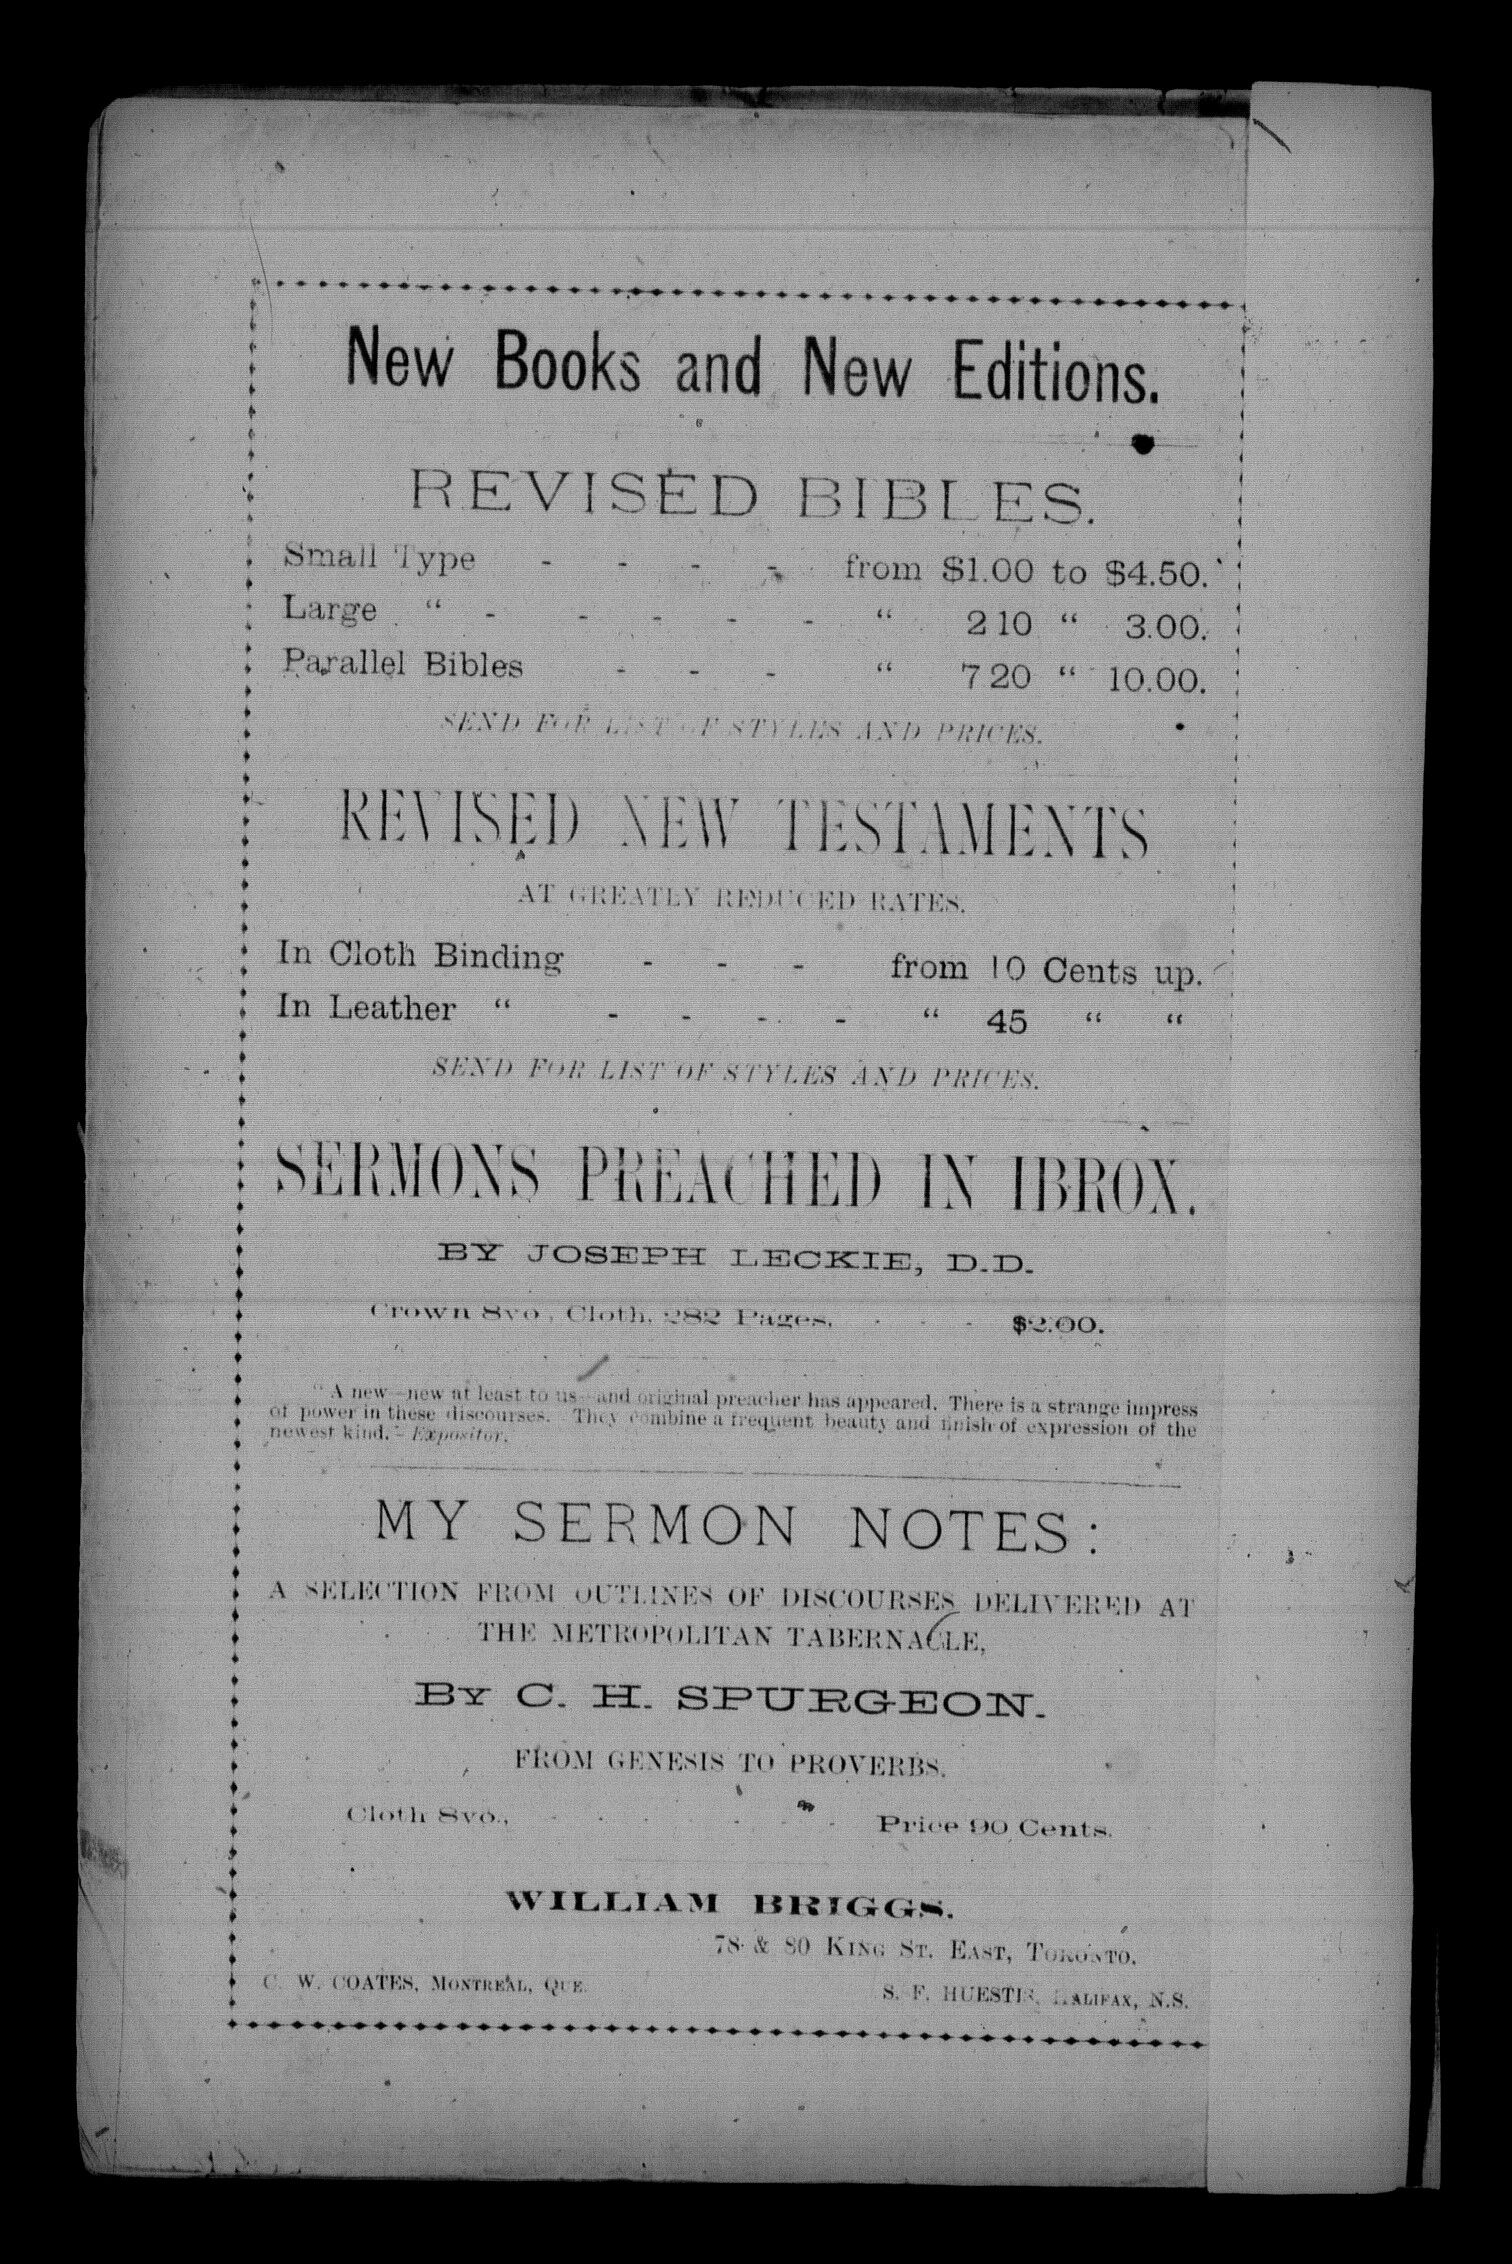 New Books and New Editions.
REVISED BIBLES.
Small Type - - - - from $1.00 to $4.50.
Large " - - - - - " 2 10 " 3.00.
Parallel Bibles - - - " 7 20 " 10.00.
SEND FOR LIST OF STYLES AND PRICES.
REVISED NEW TESTAMENTS
AT GREATLY REDUCED RATES.
In Cloth Binding - - - from 10 Cents up.
In Leather " - - - - " 45 " "
SEND FOR LIST OF STYLES AND PRICES.
SERMONS PREACHED IN IBROX.
BY JOSEPH LECKIE, D.D.
Crown 8vo., Cloth, 282 Pages, - - - $2.00.
"A new—new at least to us—and original preacher has appeared. There is a strange impress
of power in these discourses. They combine a frequent beauty and finish of expression of the
newest kind.—Expositor.
MY SERMON NOTES:
A SELECTION FROM OUTLINES OF DISCOURSES DELIVERED AT
THE METROPOLITAN TABERNACLE,
BY C. H. SPURGEON.
FROM GENESIS TO PROVERBS.
Cloth 8vo., - - - - - - Price 90 Cents.
WILLIAM BRIGGS.
78 & 80 KING ST. EAST, TORONTO.
C. W. COATES, MONTREAL, QUE.
S. F. HUESTIS, HALIFAX, N.S.